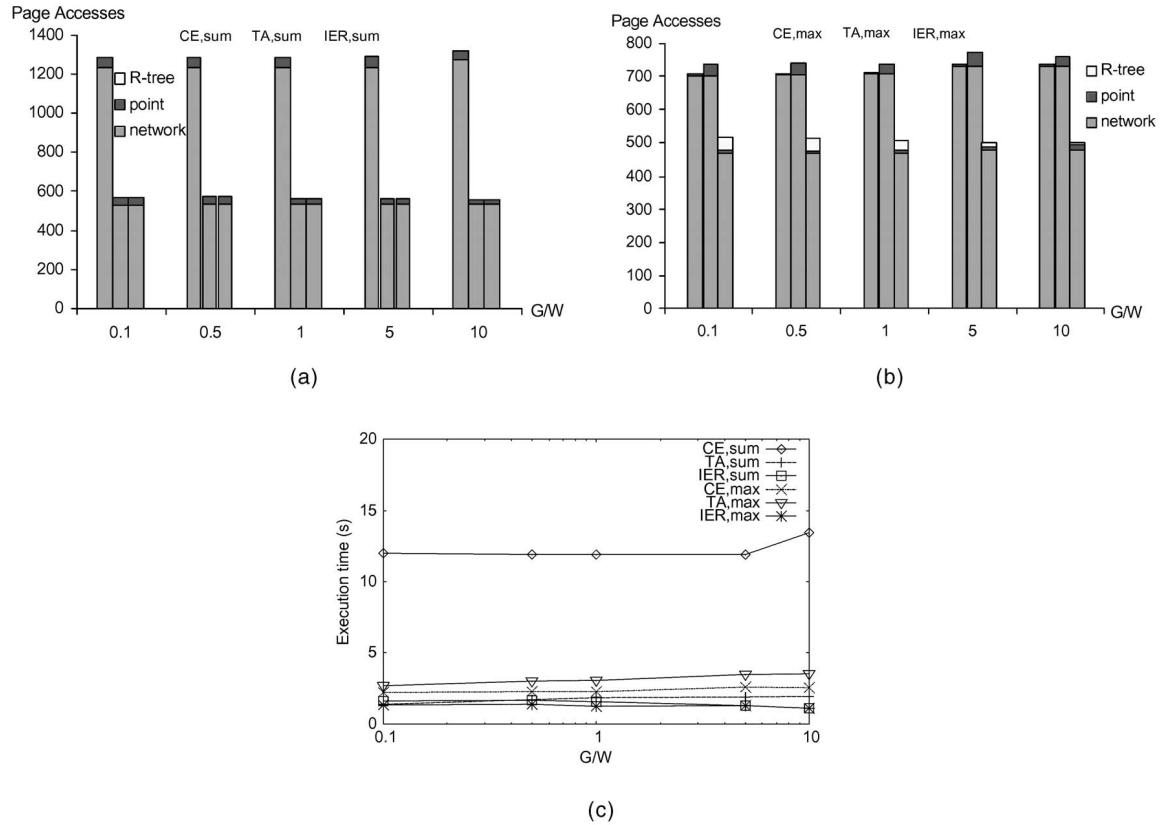 Page Accesses
1400
1200
1000
800
600
400
200
0
CE,sum TA,sum IER,sum
R-tree
point
network
0.1 0.5 1 5 10
G/W
(a)
Page Accesses
800
700
600
500
400
300
200
100
0
CE,max TA,max IER,max
R-tree
point
network
0.1 0.5 1 5 10
G/W
(b)
20
15
10
5
0
Execution time (s)
CE,sum
TA,sum
IER,sum
CE,max
TA,max
IER,max
0.1 1 10
G/W
(c)